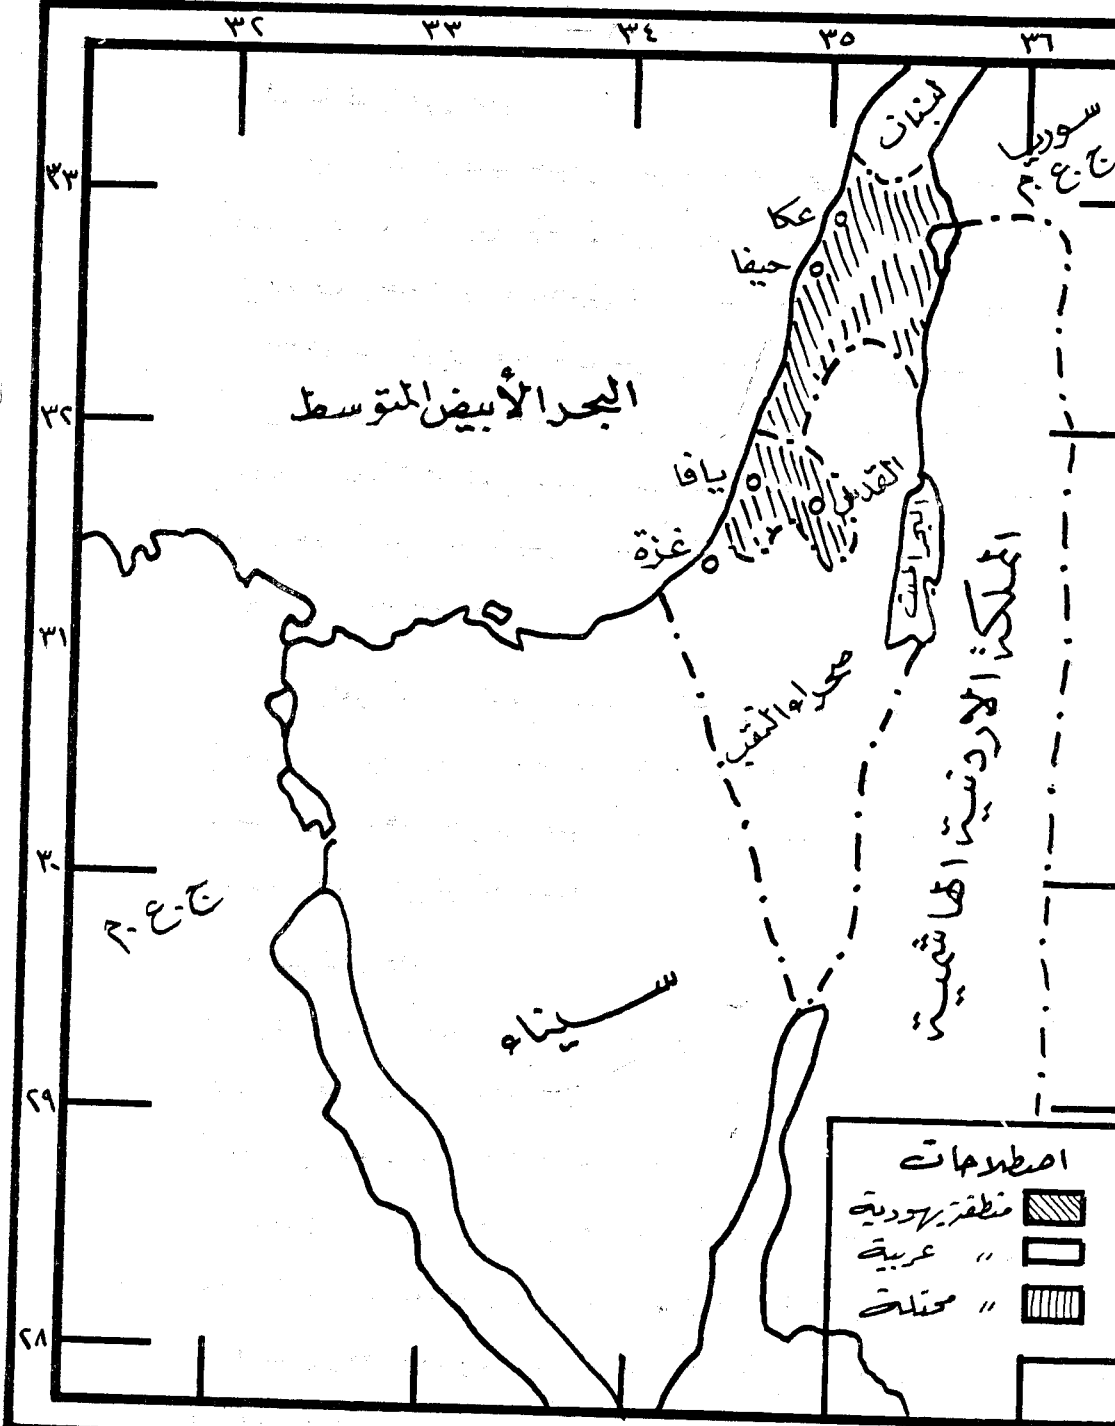 ٣٢ ٣٣ ٣٤ ٣٥ ٣٦
لبنان
سوريا
ج.ع.م
٣٣
عكا
حيفا
البحر الأبيض المتوسط
٣٢
يافا
القدس
غزة
البحر الميت
المملكة الاردنية الهاشمية
٣١
صحراء النقب
٣٠
ج.ع.م
سيناء
٢٩
اصطلاحات
منطقة يهودية
〃 عربية
〃 محتلة
٢٨